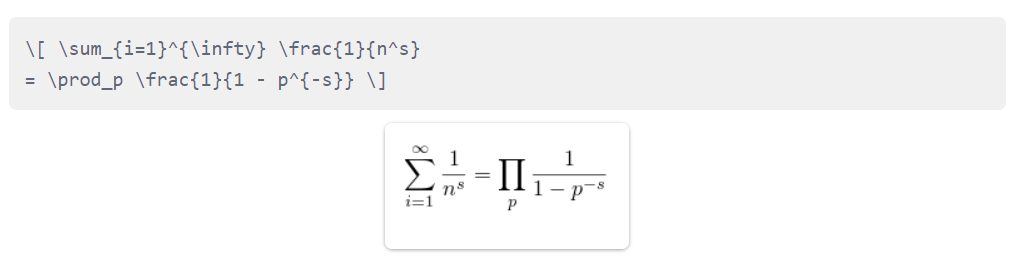 \[ \sum_{i=1}^{\infty} \frac{1}{n^s}
= \prod_p \frac{1}{1 - p^{-s}} \]
∞ 1 1
∑ — = ∏ —
i=1 n^s p 1 − p^−s